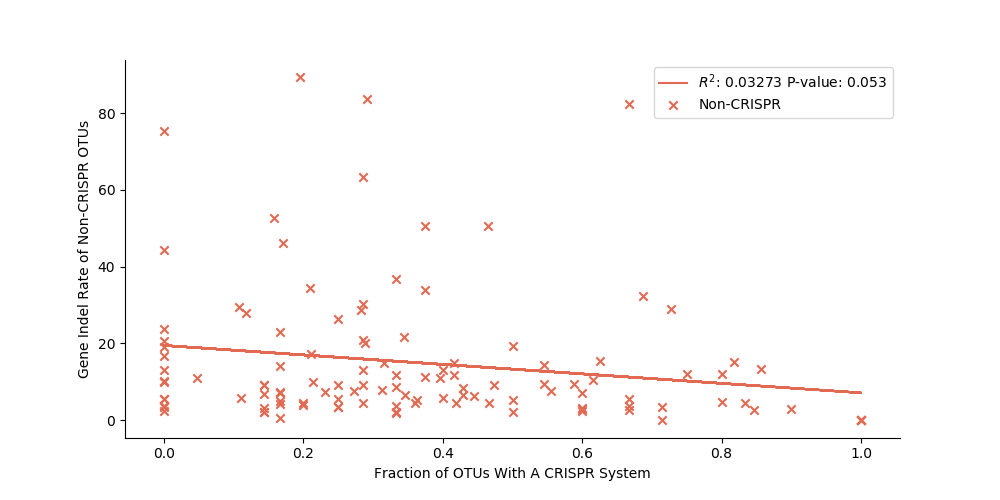 R²: 0.03273 P-value: 0.053
Non-CRISPR
Gene Indel Rate of Non-CRISPR OTUs
80
60
40
20
0
0.0 0.2 0.4 0.6 0.8 1.0
Fraction of OTUs With A CRISPR System